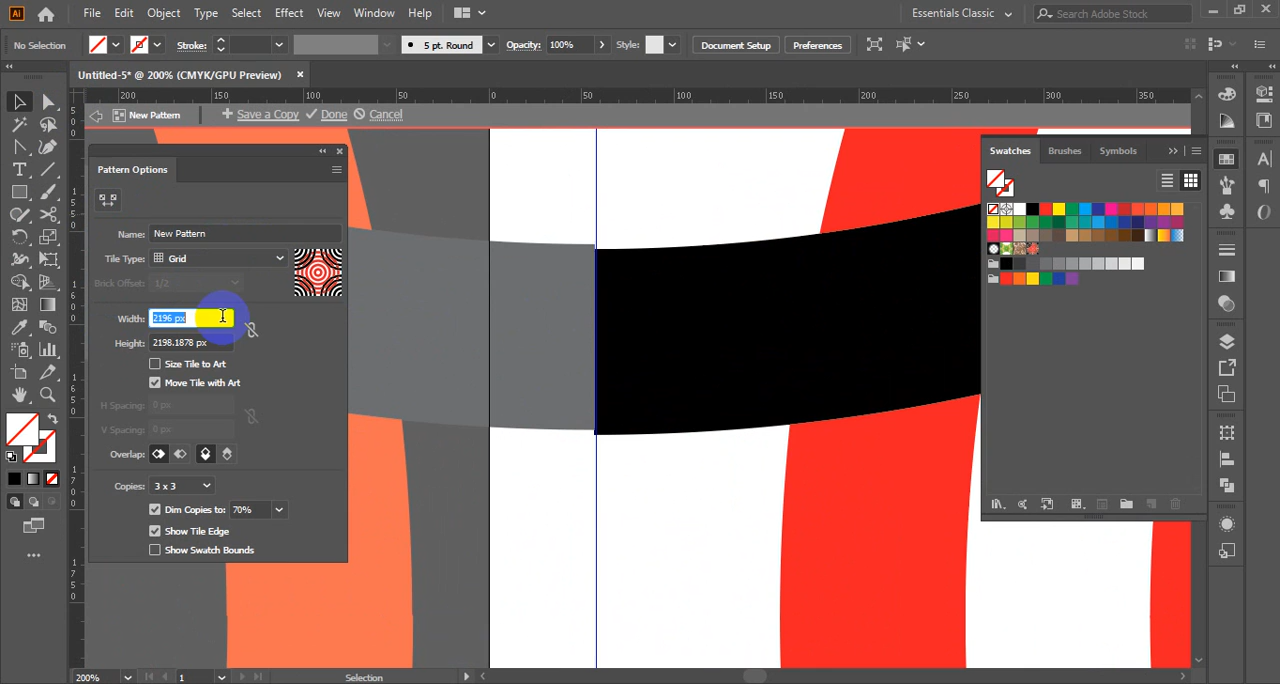 Ai File Edit Object Type Select Effect View Window Help Essentials Classic Search Adobe Stock
No Selection Stroke: 5 pt. Round Opacity: 100% Style: Document Setup Preferences
Untitled-5* @ 200% (CMYK/GPU Preview)
200 150 100 50 0 50 100 150 200 250 300 350
New Pattern Save a Copy Done Cancel
Pattern Options
Swatches Brushes Symbols
Name: New Pattern
Tile Type: Grid
Brick Offset: 1/2
Width: 2196 px
Height: 2198.1878 px
Size Tile to Art
Move Tile with Art
H Spacing: 0 px
V Spacing: 0 px
Overlap:
Copies: 3 x 3
Dim Copies to: 70%
Show Tile Edge
Show Swatch Bounds
200% 1 Selection